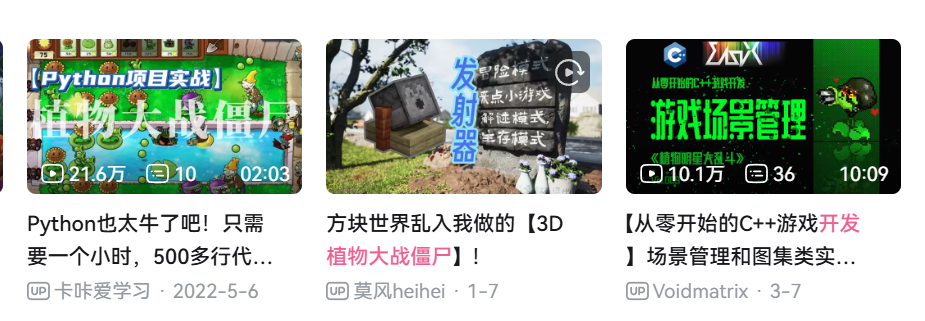 75
【Python项目实战】
植物大战僵尸
21.6万
10
02:03
Python也太牛了吧！只需
要一个小时，500多行代...
UP 卡咔爱学习 · 2022-5-6
发射器
冒险模式
迷你小游戏
解谜模式
生存模式
方块世界乱入我做的【3D
植物大战僵尸】!
UP 莫风heihei · 1-7
C++
EasyX
从零开始的C++游戏开发
游戏场景管理
《植物明星大乱斗》
10.1万
36
10:09
【从零开始的C++游戏开发
】场景管理和图集类实...
UP Voidmatrix · 3-7